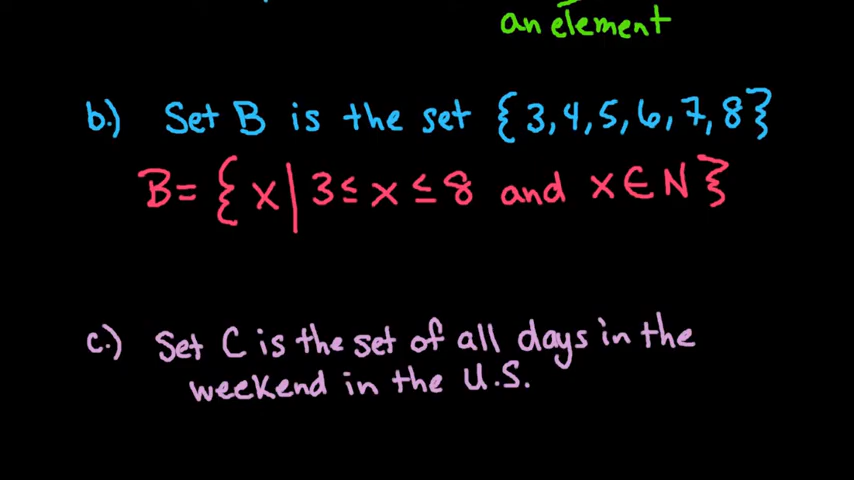 an element
b.) Set B is the set {3,4,5,6,7,8}
B= {x|3≤x≤8 and x∈N}
c.) Set C is the set of all days in the
weekend in the U.S.